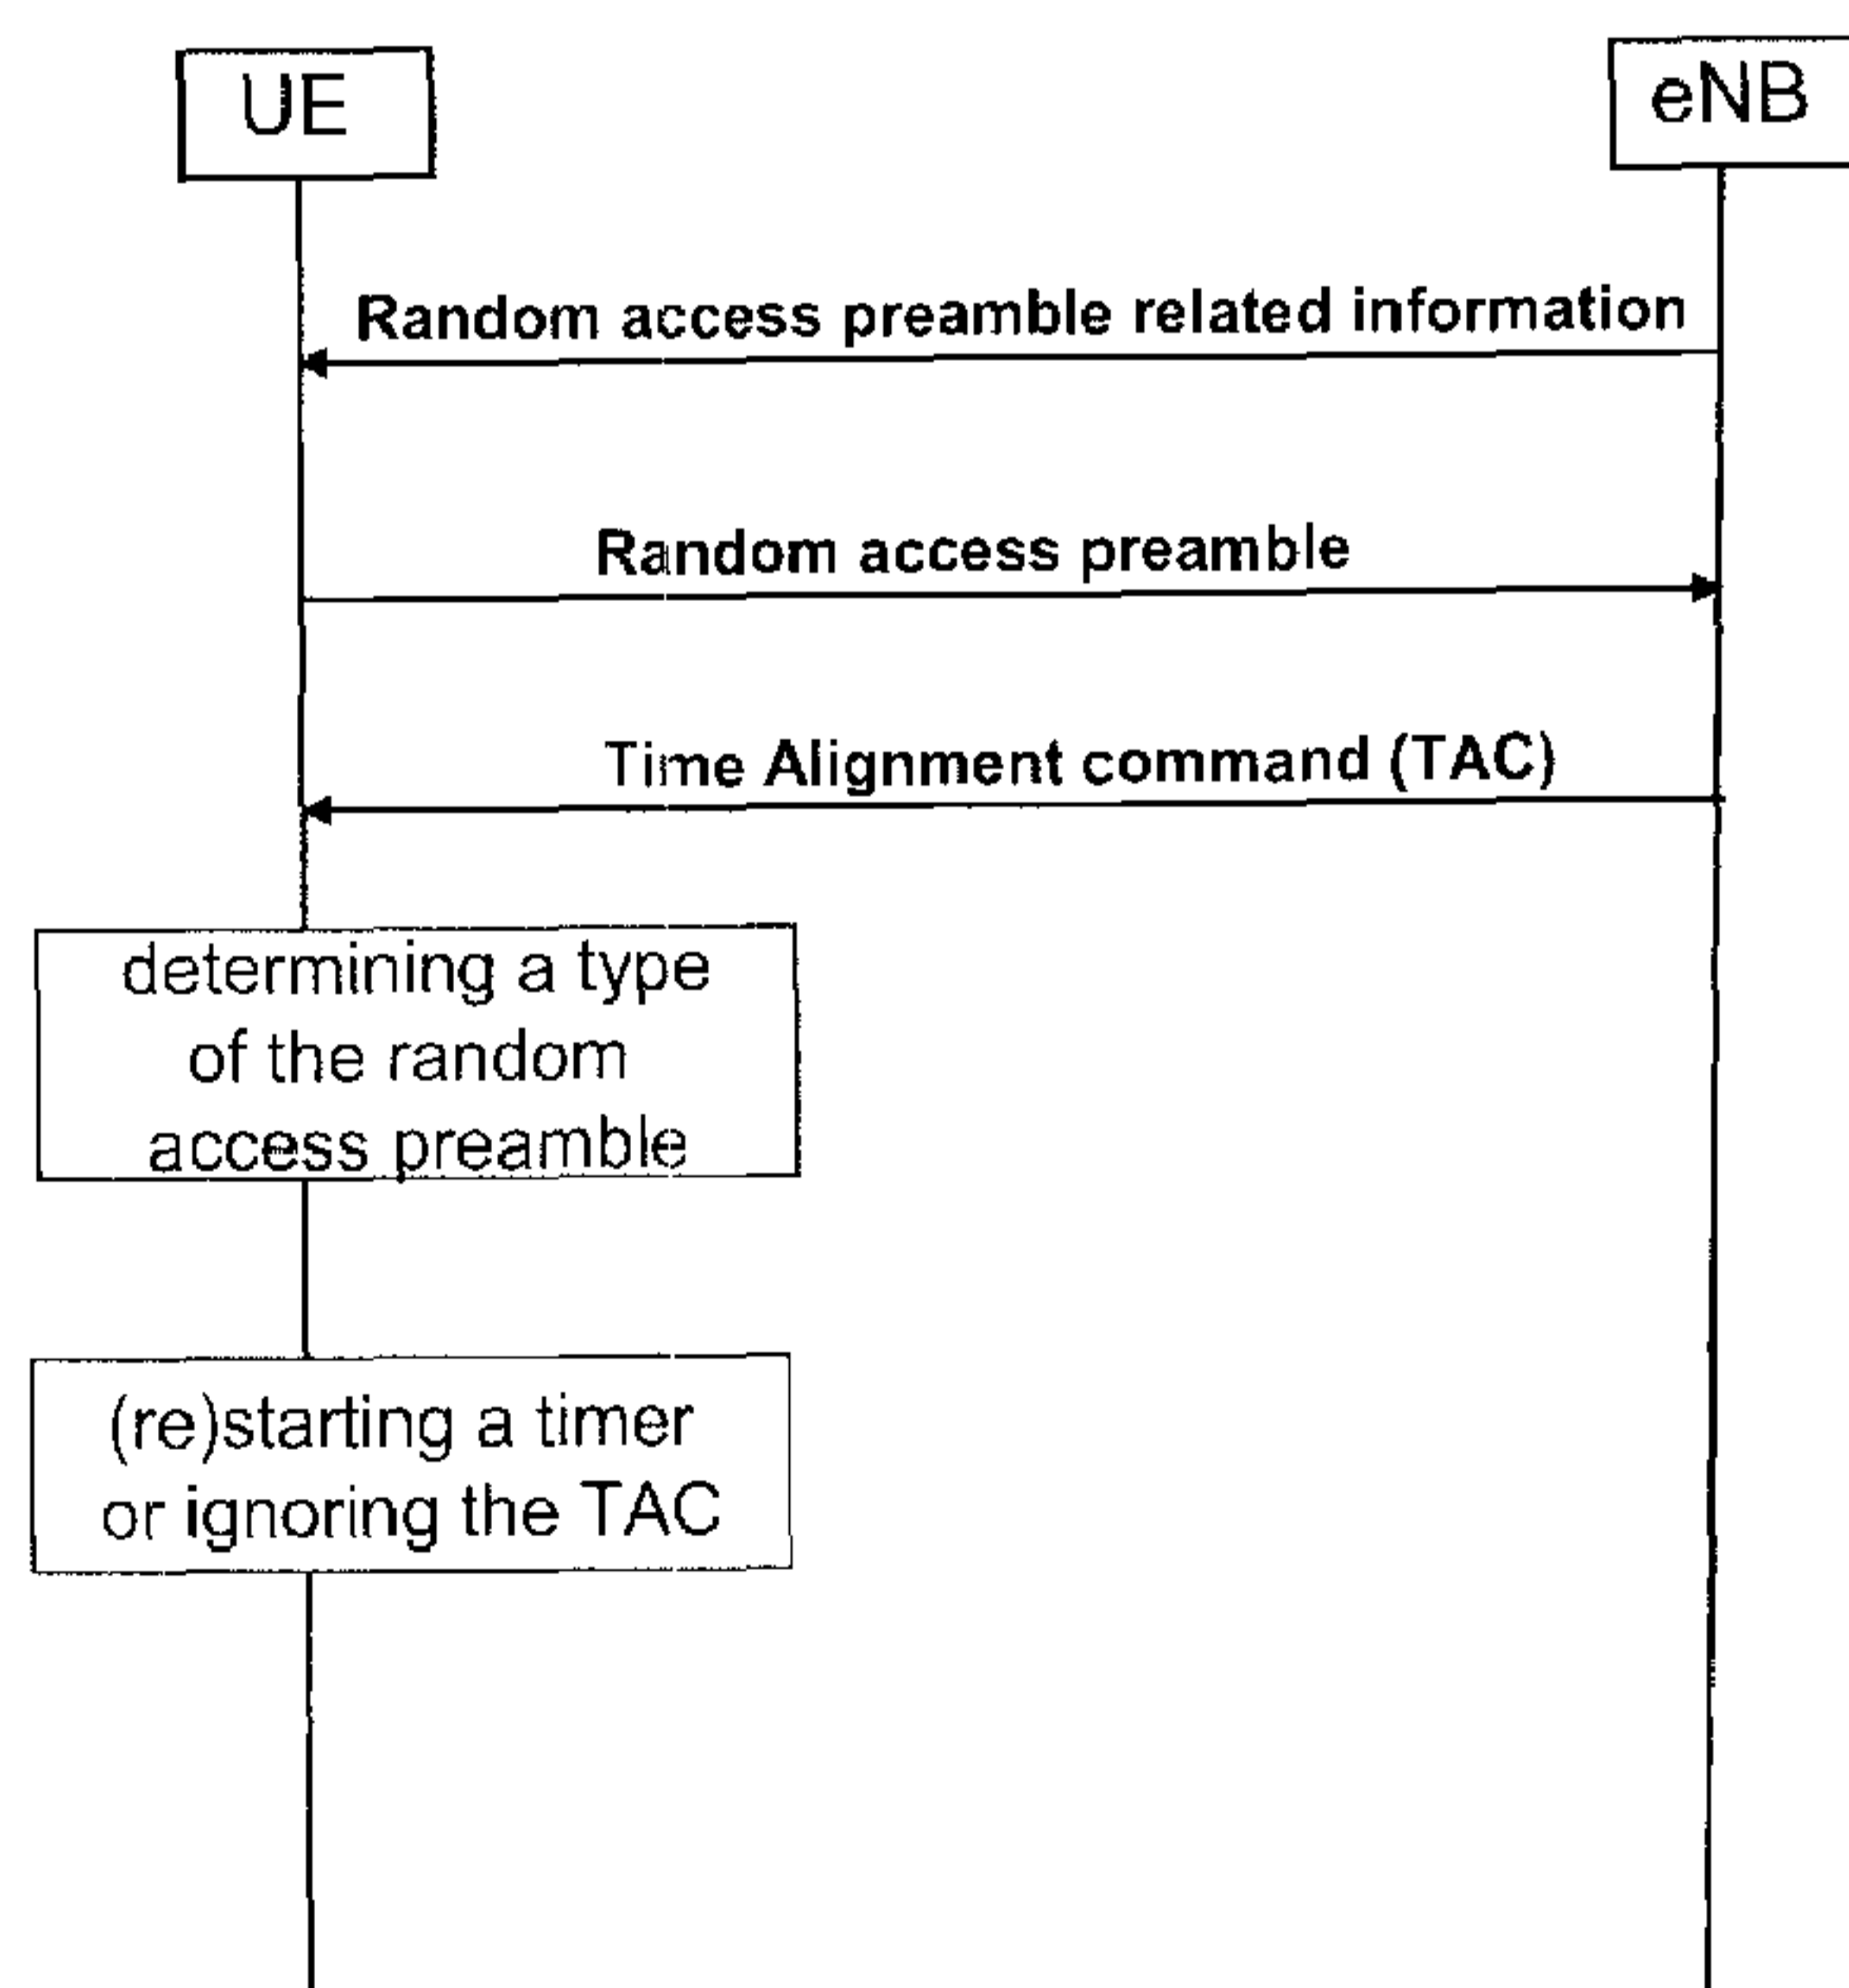 UE
eNB
Random access preamble related information
Random access preamble
Time Alignment command (TAC)
determining a type
of the random
access preamble
(re)starting a timer
or ignoring the TAC